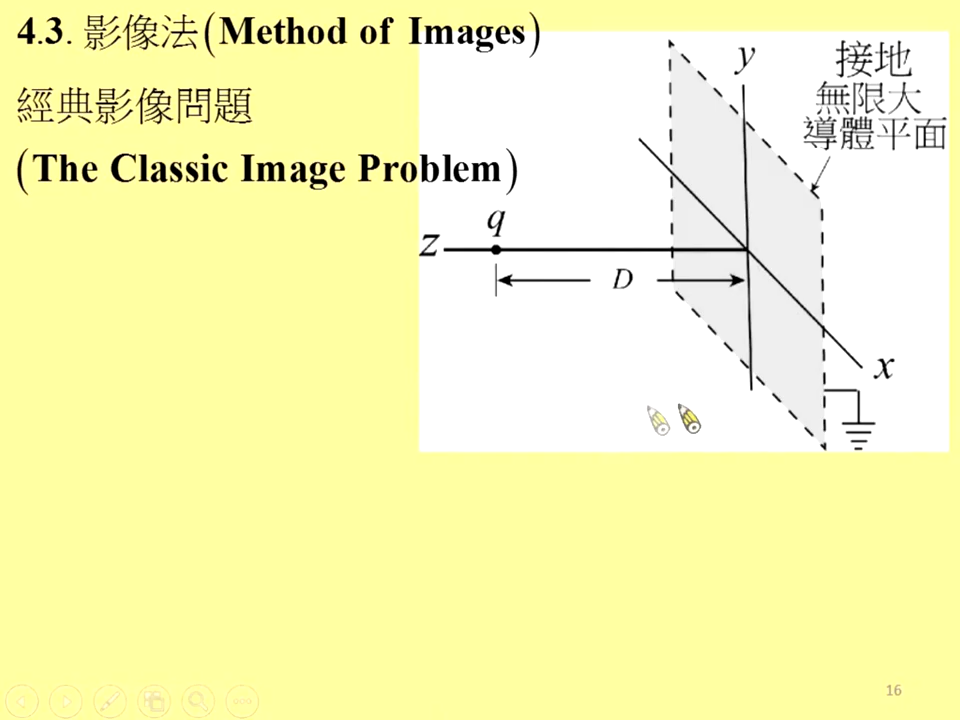 4.3. 影像法(Method of Images)
經典影像問題
(The Classic Image Problem)
y
接地
無限大
導體平面
q
z
D
x
16